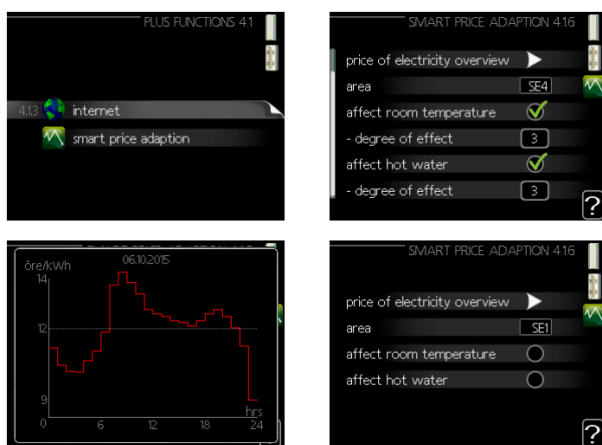 PLUS FUNCTIONS 4.1
4.1.3 internet
smart price adaption
SMART PRICE ADAPTION 4.1.6
price of electricity overview
area SE4
affect room temperature
- degree of effect 3
affect hot water
- degree of effect 3
?
öre/kWh 06.10.2015
14
12
9
hrs
0 6 12 18 24
SMART PRICE ADAPTION 4.1.6
price of electricity overview
area SE1
affect room temperature
affect hot water
?